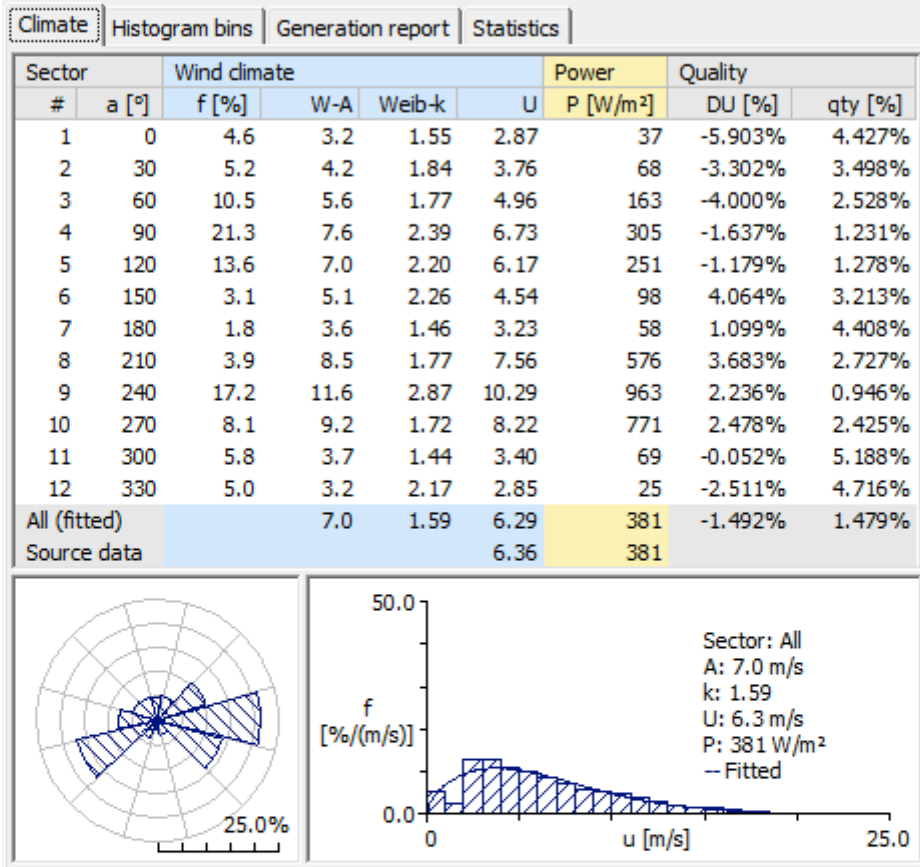 Climate Histogram bins Generation report Statistics
Sector Wind climate Power Quality
# a [º] f [%] W-A Weib-k U P [W/m²] DU [%] qty [%]
1 0 4.6 3.2 1.55 2.87 37 -5.903% 4.427%
2 30 5.2 4.2 1.84 3.76 68 -3.302% 3.498%
3 60 10.5 5.6 1.77 4.96 163 -4.000% 2.528%
4 90 21.3 7.6 2.39 6.73 305 -1.637% 1.231%
5 120 13.6 7.0 2.20 6.17 251 -1.179% 1.278%
6 150 3.1 5.1 2.26 4.54 98 4.064% 3.213%
7 180 1.8 3.6 1.46 3.23 58 1.099% 4.408%
8 210 3.9 8.5 1.77 7.56 576 3.683% 2.727%
9 240 17.2 11.6 2.87 10.29 963 2.236% 0.946%
10 270 8.1 9.2 1.72 8.22 771 2.478% 2.425%
11 300 5.8 3.7 1.44 3.40 69 -0.052% 5.188%
12 330 5.0 3.2 2.17 2.85 25 -2.511% 4.716%
All (fitted) 7.0 1.59 6.29 381 -1.492% 1.479%
Source data 6.36 381
25.0%
50.0
f
[%/(m/s)]
0.0
0 u [m/s] 25.0
Sector: All
A: 7.0 m/s
k: 1.59
U: 6.3 m/s
P: 381 W/m²
Fitted